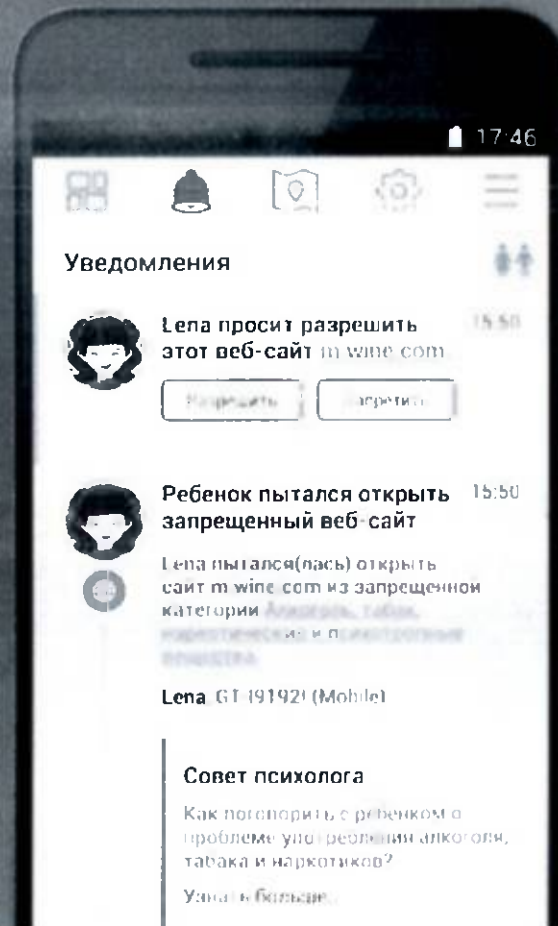 17:46
Уведомления
Lena просит разрешить
15:50
этот веб-сайт m.wine.com
Разрешить
Запретить
Ребенок пытался открыть
15:50
запрещенный веб-сайт
Lena пытался(лась) открыть
сайт m.wine.com из запрещенной
категории Алкоголь, табак,
наркотические и психотропные
вещества
Lena GT-I9192I (Mobile)
Совет психолога
Как поговорить с ребенком о
проблеме употребления алкоголя,
табака и наркотиков?
Узнать больше